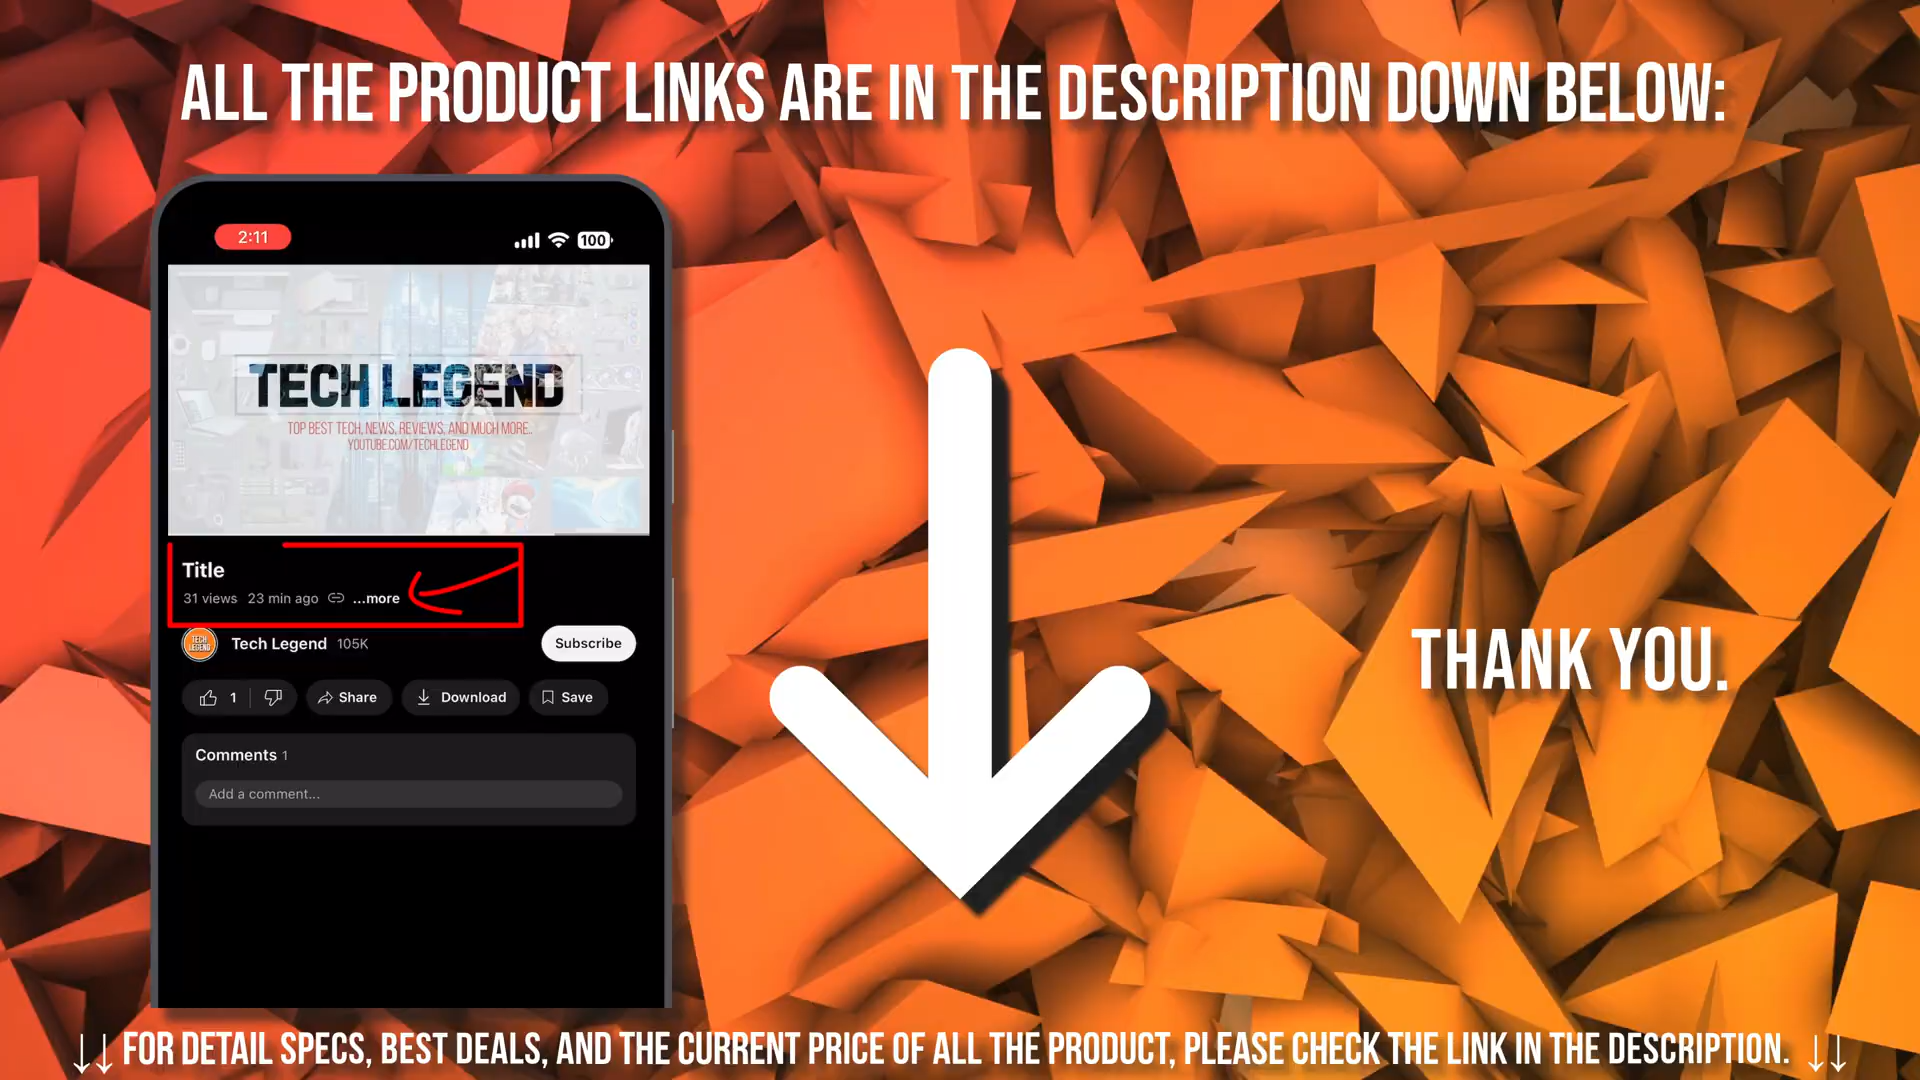 ALL THE PRODUCT LINKS ARE IN THE DESCRIPTION DOWN BELOW:
2:11
100
TECH LEGEND
TOP BEST TECH, NEWS, REVIEWS, AND MUCH MORE..
YOUTUBE.COM/TECHLEGEND
Title
31 views 23 min ago ...more
TECH LEGEND
Tech Legend 105K
Subscribe
1 Share Download Save
Comments 1
Add a comment...
THANK YOU.
↓↓ FOR DETAIL SPECS, BEST DEALS, AND THE CURRENT PRICE OF ALL THE PRODUCT, PLEASE CHECK THE LINK IN THE DESCRIPTION. ↓↓